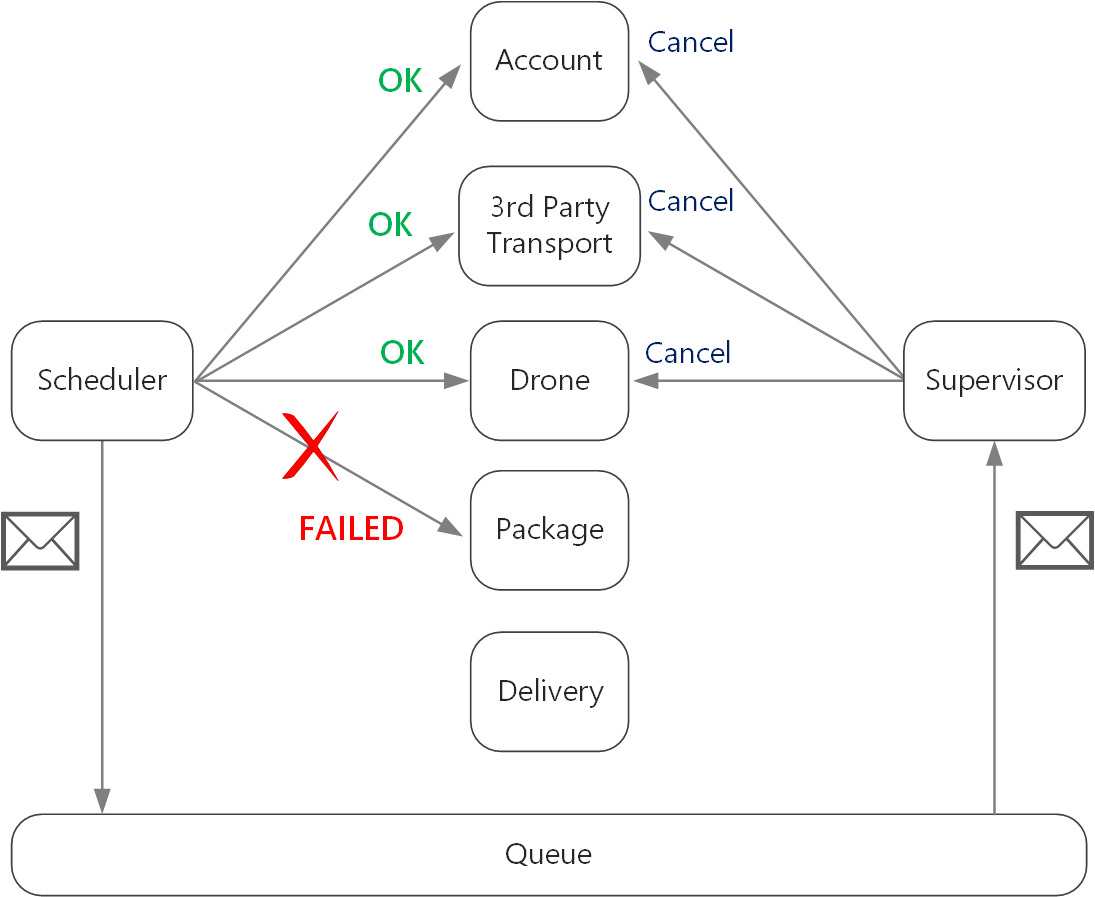 Account
Cancel
OK
3rd Party
Transport
Cancel
OK
Scheduler
OK
Drone
Cancel
Supervisor
FAILED
Package
Delivery
Queue